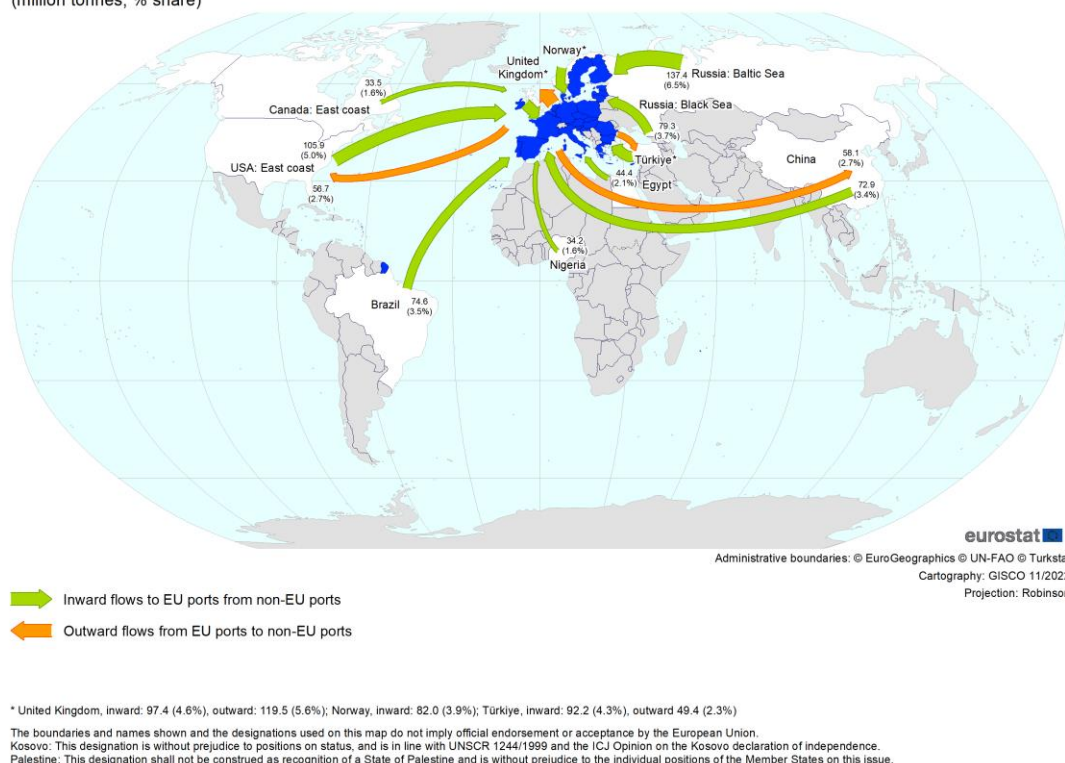 (million tonnes, % share)
Norway*
United
Kingdom*
137.4
(6.5%)
Russia: Baltic Sea
33.5
(1.6%)
Canada: East coast
Russia: Black Sea
79.3
(3.7%)
105.9
(5.0%)
USA: East coast
56.7
(2.7%)
Türkiye*
44.4
(2.1%)
Egypt
China
58.1
(2.7%)
72.9
(3.4%)
34.2
(1.6%)
Nigeria
Brazil
74.6
(3.5%)
eurostat
Administrative boundaries: © EuroGeographics © UN-FAO © Turksta
Cartography: GISCO 11/202
Projection: Robinso
Inward flows to EU ports from non-EU ports
Outward flows from EU ports to non-EU ports
* United Kingdom, inward: 97.4 (4.6%), outward: 119.5 (5.6%); Norway, inward: 82.0 (3.9%); Türkiye, inward: 92.2 (4.3%), outward 49.4 (2.3%)
The boundaries and names shown and the designations used on this map do not imply official endorsement or acceptance by the European Union.
Kosovo: This designation is without prejudice to positions on status, and is in line with UNSCR 1244/1999 and the ICJ Opinion on the Kosovo declaration of independence.
Palestine: This designation shall not be construed as recognition of a State of Palestine and is without prejudice to the individual positions of the Member States on this issue.